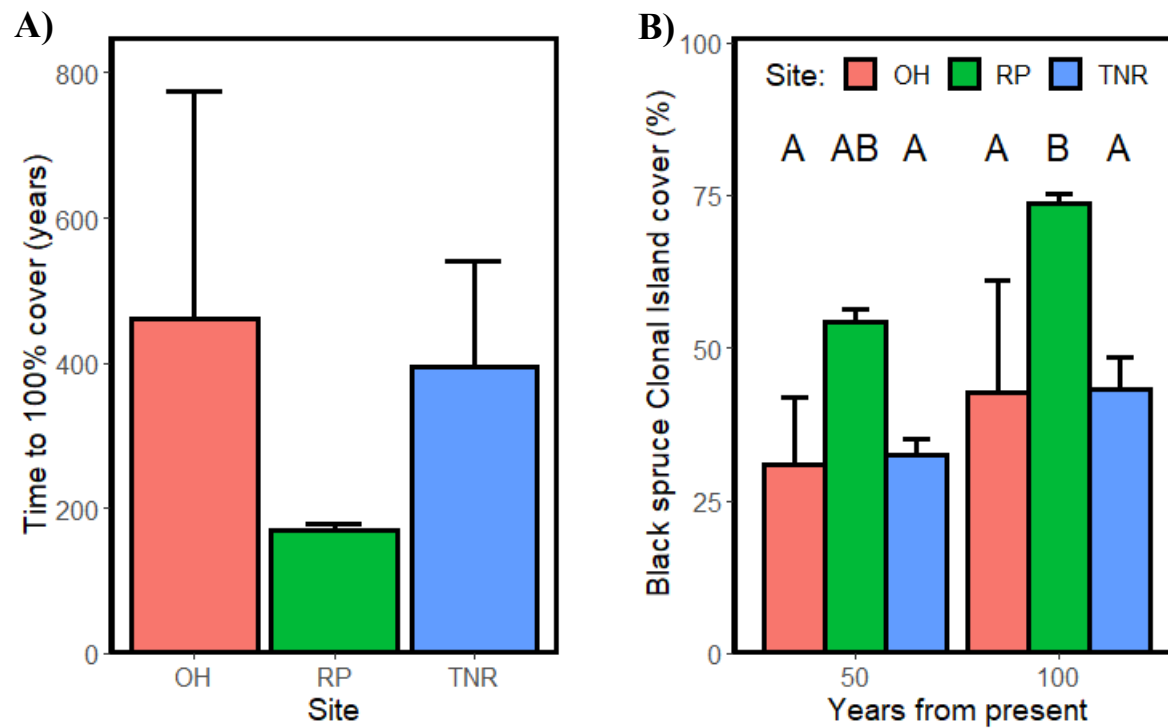 A)
Time to 100% cover (years)
800
600
400
200
0
OH RP TNR
Site
B)
Black spruce Clonal Island cover (%)
100
75
50
25
0
Site: OH RP TNR
A AB A A B A
50 100
Years from present